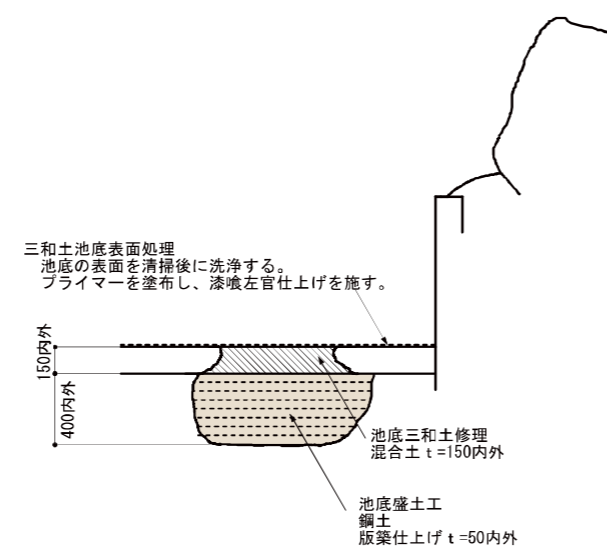 三和土池底表面処理
池底の表面を清掃後に洗浄する。
プライマーを塗布し、漆喰左官仕上げを施す。
150内外
400内外
池底三和土修理
混合土 t=150内外
池底盛土工
鋼土
版築仕上げ t=50内外